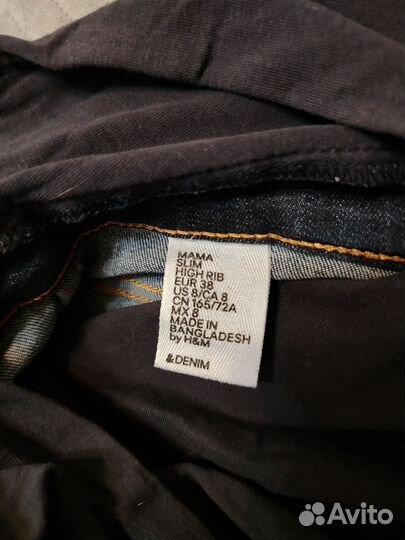 MAMA
SLIM
HIGH RIB
EUR 38
US 8/CA 8
CN 165/72A
MX 8
MADE IN
BANGLADESH
by H&M
&DENIM
Avito